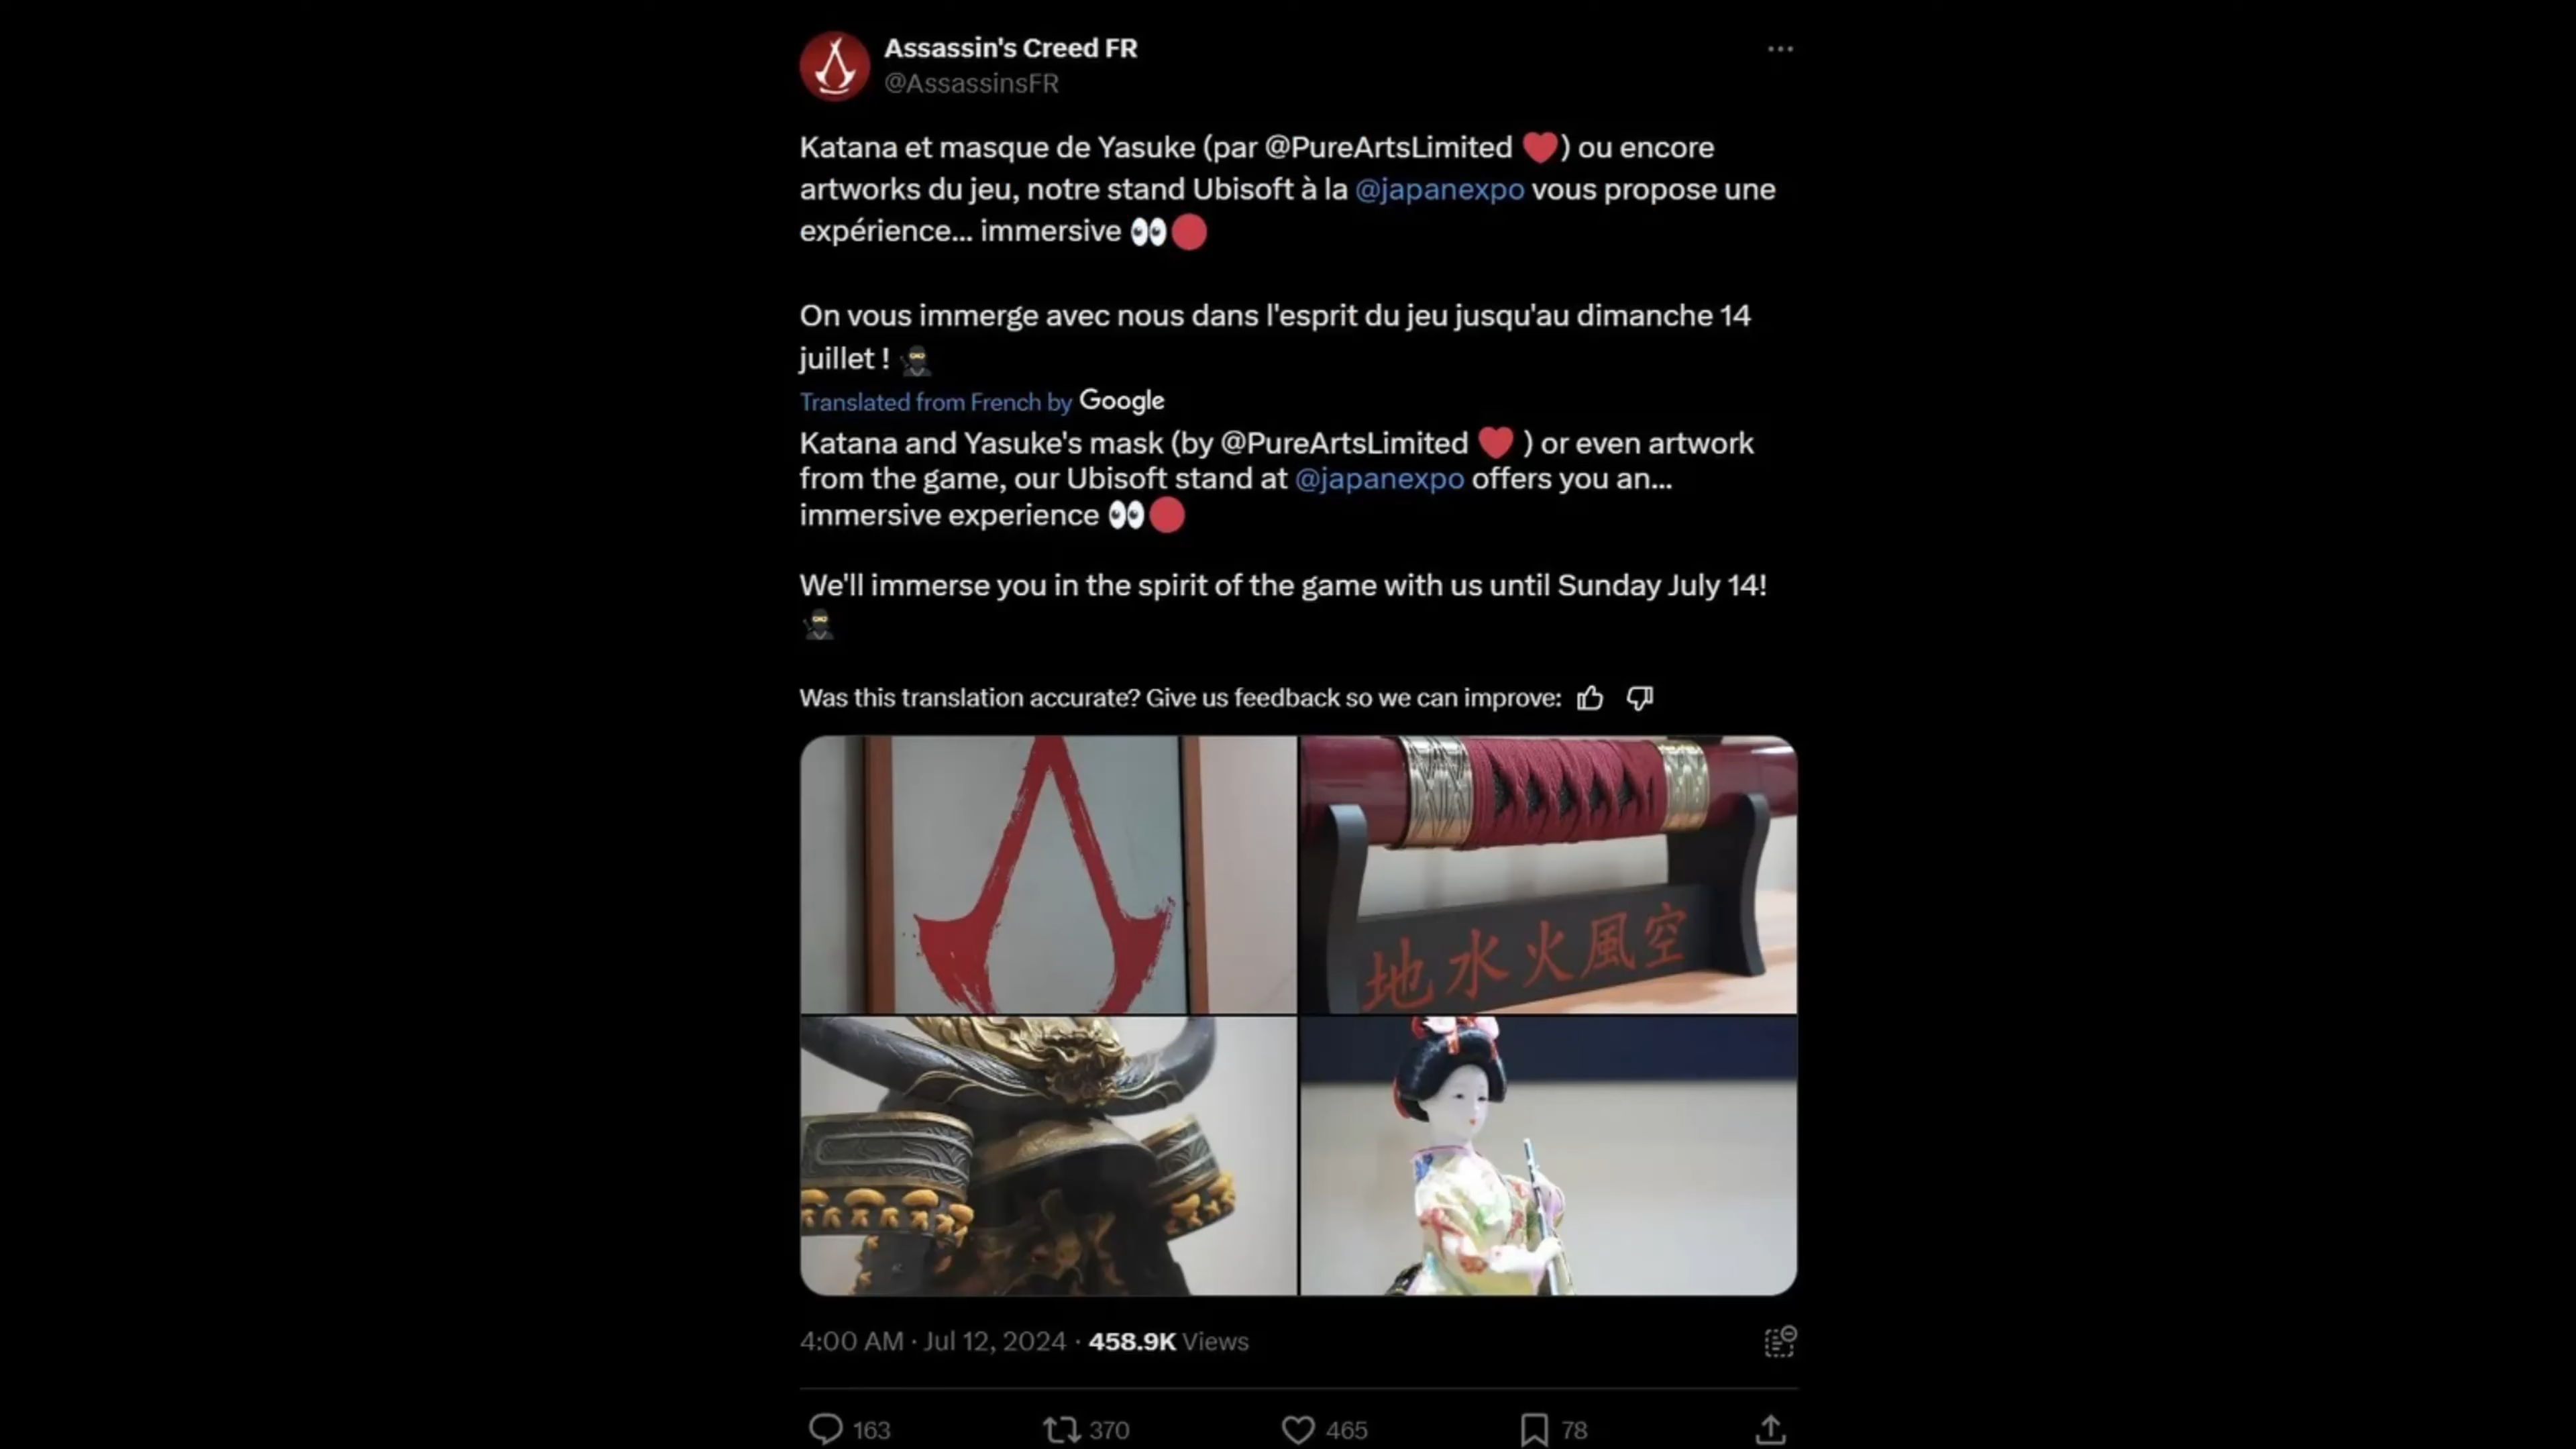 Assassin's Creed FR
@AssassinsFR
Katana et masque de Yasuke (par @PureArtsLimited ❤️) ou encore
artworks du jeu, notre stand Ubisoft à la @japanexpo vous propose une
expérience... immersive 👀🔴
On vous immerge avec nous dans l'esprit du jeu jusqu'au dimanche 14
juillet ! 🥷
Translated from French by Google
Katana and Yasuke's mask (by @PureArtsLimited ❤️ ) or even artwork
from the game, our Ubisoft stand at @japanexpo offers you an...
immersive experience 👀🔴
We'll immerse you in the spirit of the game with us until Sunday July 14!
🥷
Was this translation accurate? Give us feedback so we can improve:
地水火風空
4:00 AM · Jul 12, 2024 · 458.9K Views
163 370 465 78